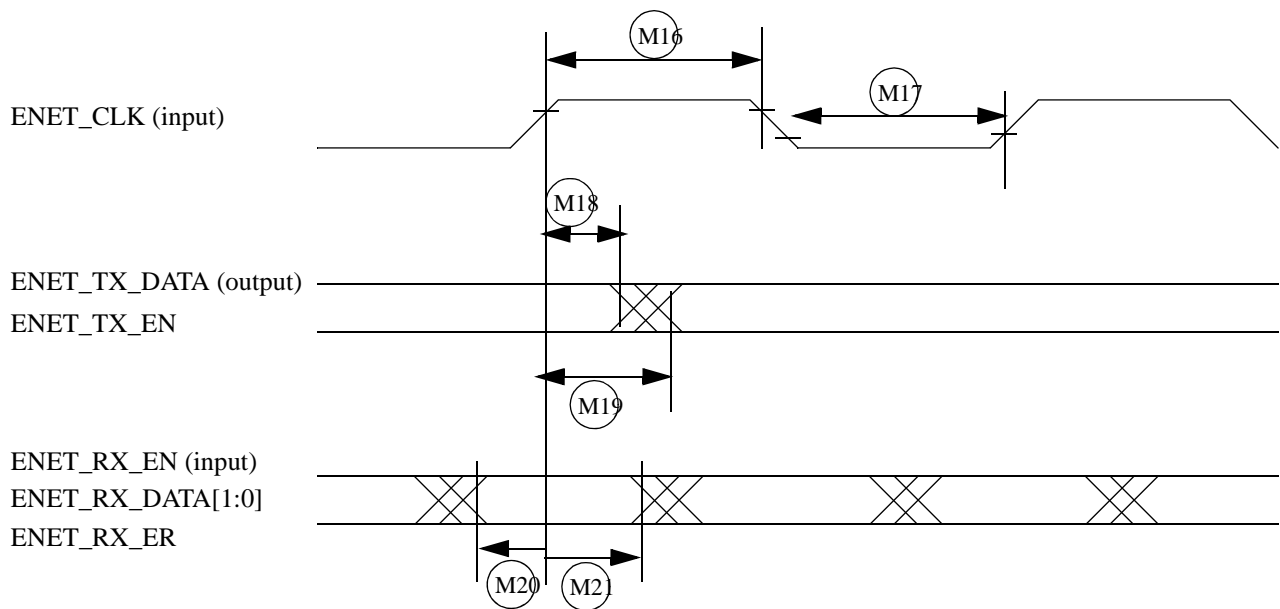 M16
M17
ENET_CLK (input)
M18
ENET_TX_DATA (output)
ENET_TX_EN
M19
ENET_RX_EN (input)
ENET_RX_DATA[1:0]
ENET_RX_ER
M20
M21